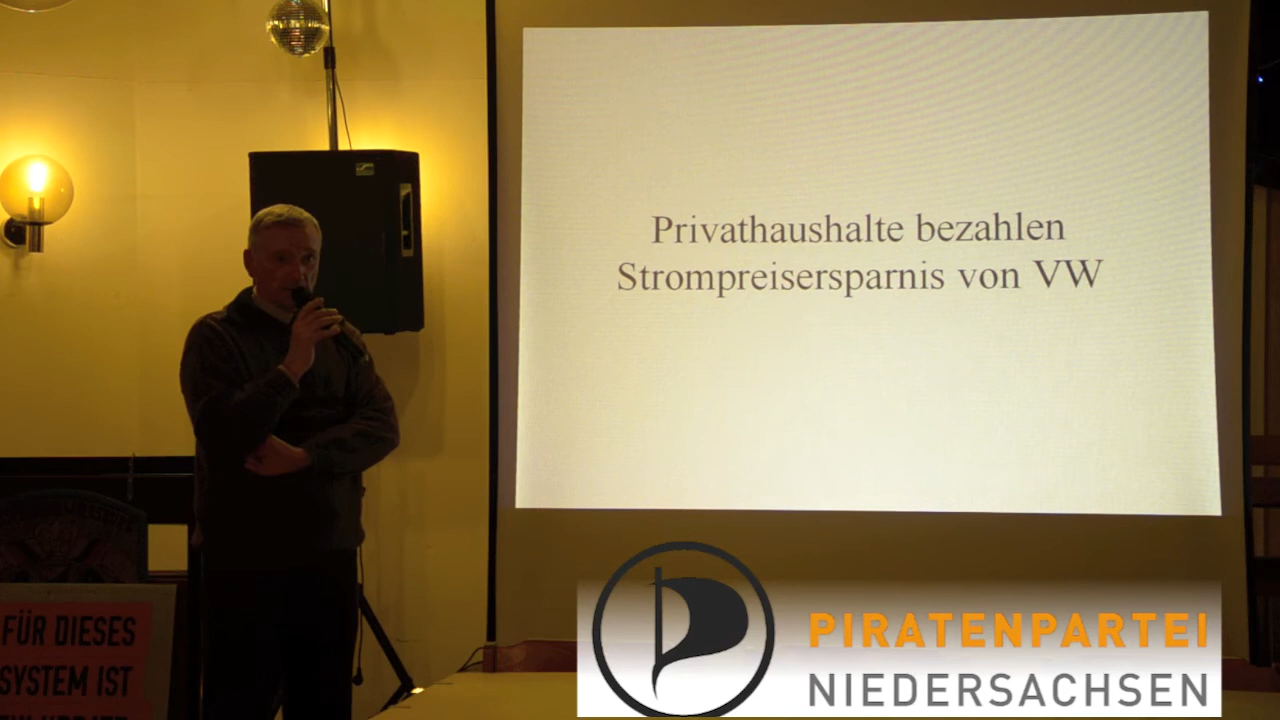 Privathaushalte bezahlen
Strompreisersparnis von VW
FÜR DIESES
SYSTEM IST
PIRATENPARTEI
NIEDERSACHSEN